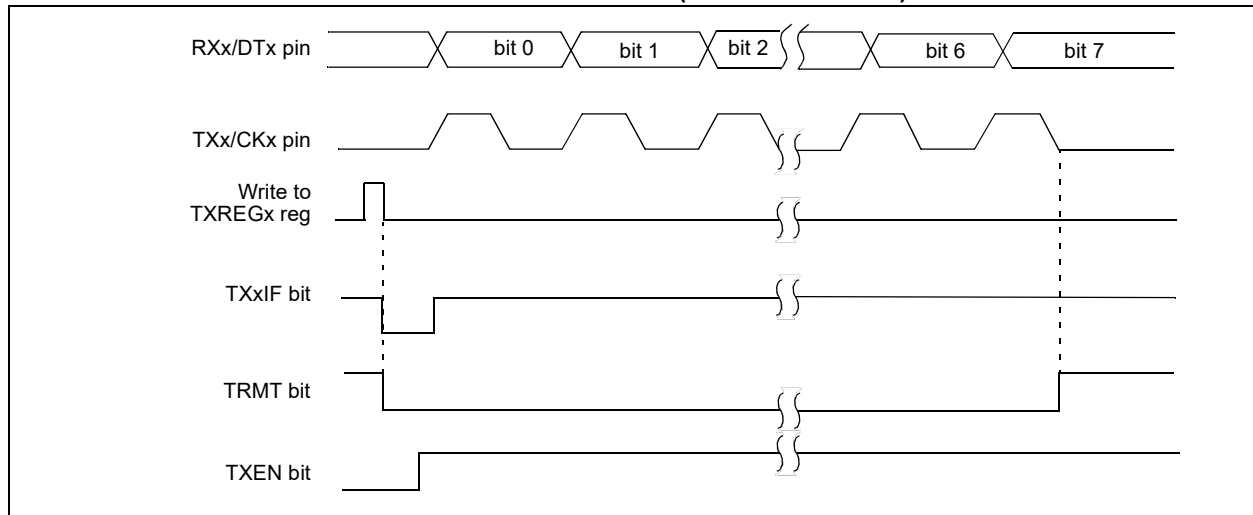 RXx/DTx pin
bit 0
bit 1
bit 2
bit 6
bit 7
TXx/CKx pin
Write to
TXREGx reg
TXxIF bit
TRMT bit
TXEN bit